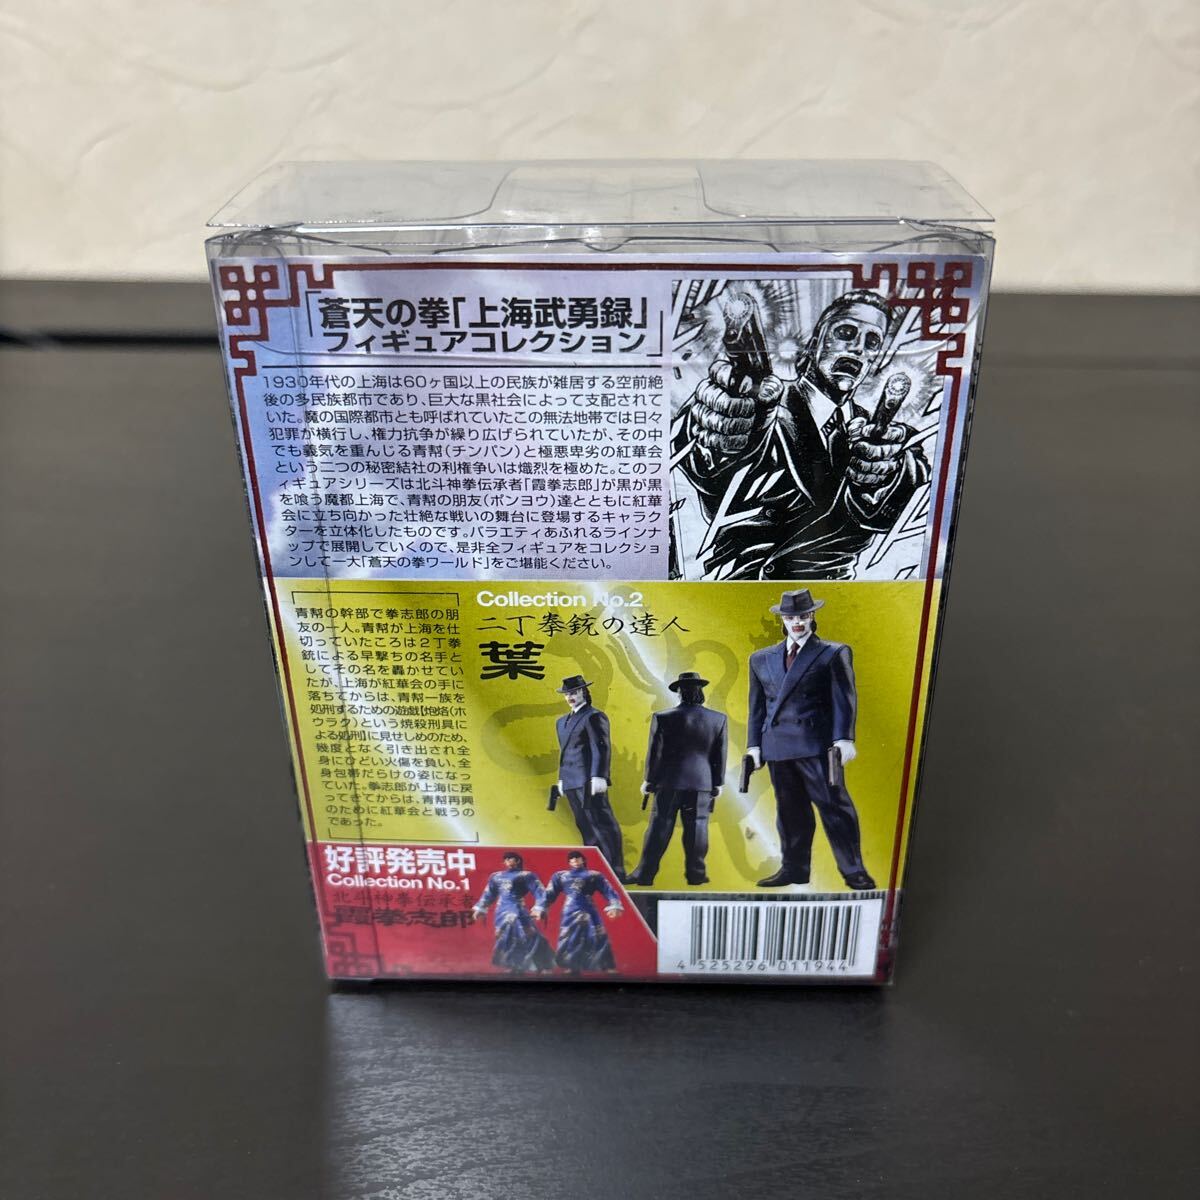 蒼天の拳「上海武勇録」
フィギュアコレクション
1930年代の上海は60ヶ国以上の民族が雑居する空前絶
後の多民族都市であり、巨大な黒社会によって支配されて
いた。魔の国際都市とも呼ばれていたこの無法地帯では日々
犯罪が横行し、権力抗争が繰り広げられていたが、その中
でも義気を重んじる青幇(チンパン)と極悪卑劣の紅華会
という二つの秘密結社の利権争いは熾烈を極めた。このフ
ィギュアシリーズは北斗神拳伝承者「霞拳志郎」が黒が黒
を喰う魔都上海で、青幇の朋友(ポンヨウ)達とともに紅華
会に立ち向かった壮絶な戦いの舞台に登場するキャラク
ターを立体化したものです。バラエティあふれるラインナ
ップで展開していくので、是非全フィギュアをコレクショ
ンして一大「蒼天の拳ワールド」をご堪能ください。
Collection No.2
二丁拳銃の達人
葉
青幇の幹部で拳志郎の朋
友の一人。青幇が上海を仕
切っていたころは2丁拳
銃による早撃ちの名手と
してその名を轟かせてい
たが、上海が紅華会の手に
落ちてからは、青幇一族を
処刑するための遊戯【炮烙(ホ
ウラク)という焼殺刑具に
よる処刑】に見せしめのため、
幾度となく引き出され全
身にひどい火傷を負い、全
身包帯だらけの姿になっ
ていた。拳志郎が上海に戻
ってきてからは、青幇再興
のために紅華会と戦うの
であった。
好評発売中
Collection No.1
北斗神拳伝承者
霞拳志郎
4 525296 011944